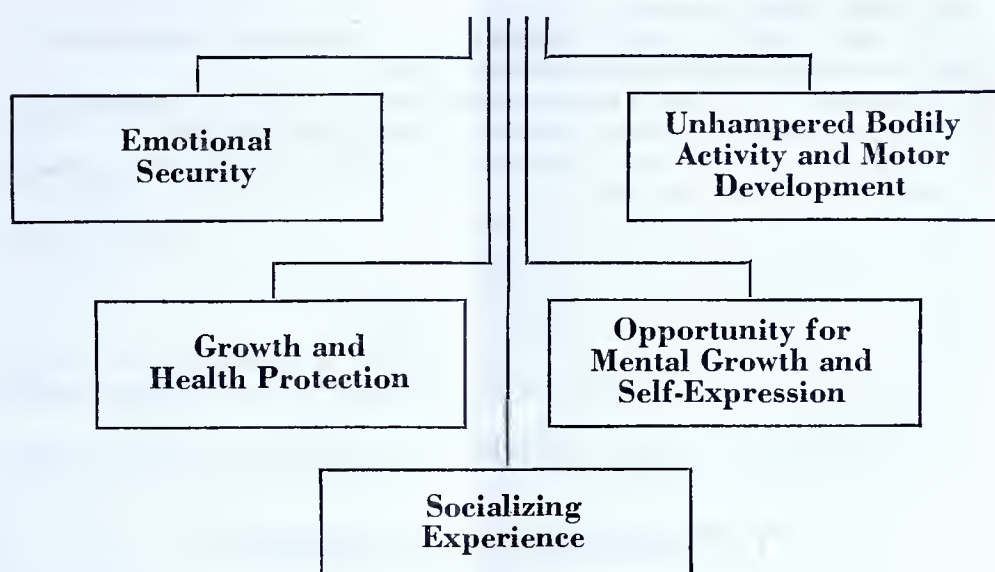 Emotional
Security
Unhampered Bodily
Activity and Motor
Development
Growth and
Health Protection
Opportunity for
Mental Growth and
Self-Expression
Socializing
Experience